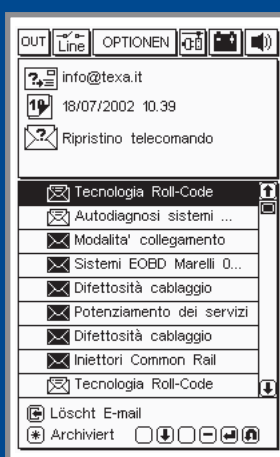 OUT Line OPTIONEN
info@texa.it
18/07/2002 10.39
Ripristino telecomando
Tecnologia Roll-Code
Autodiagnosi sistemi ...
Modalita' collegamento
Sistemi EOBD Marelli 0...
Difettosità cablaggio
Potenziamento dei servizi
Difettosità cablaggio
Iniettori Common Rail
Tecnologia Roll-Code
Löscht E-mail
Archiviert